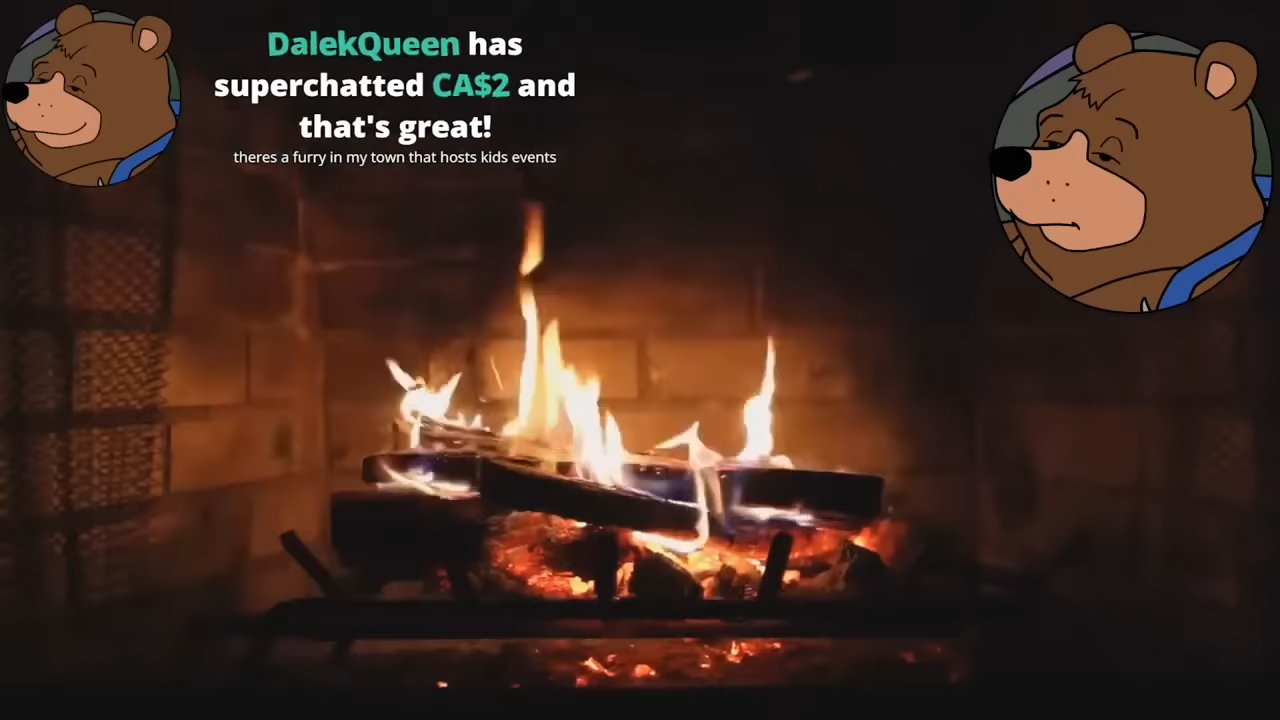 DalekQueen has
superchatted CA$2 and
that's great!
theres a furry in my town that hosts kids events